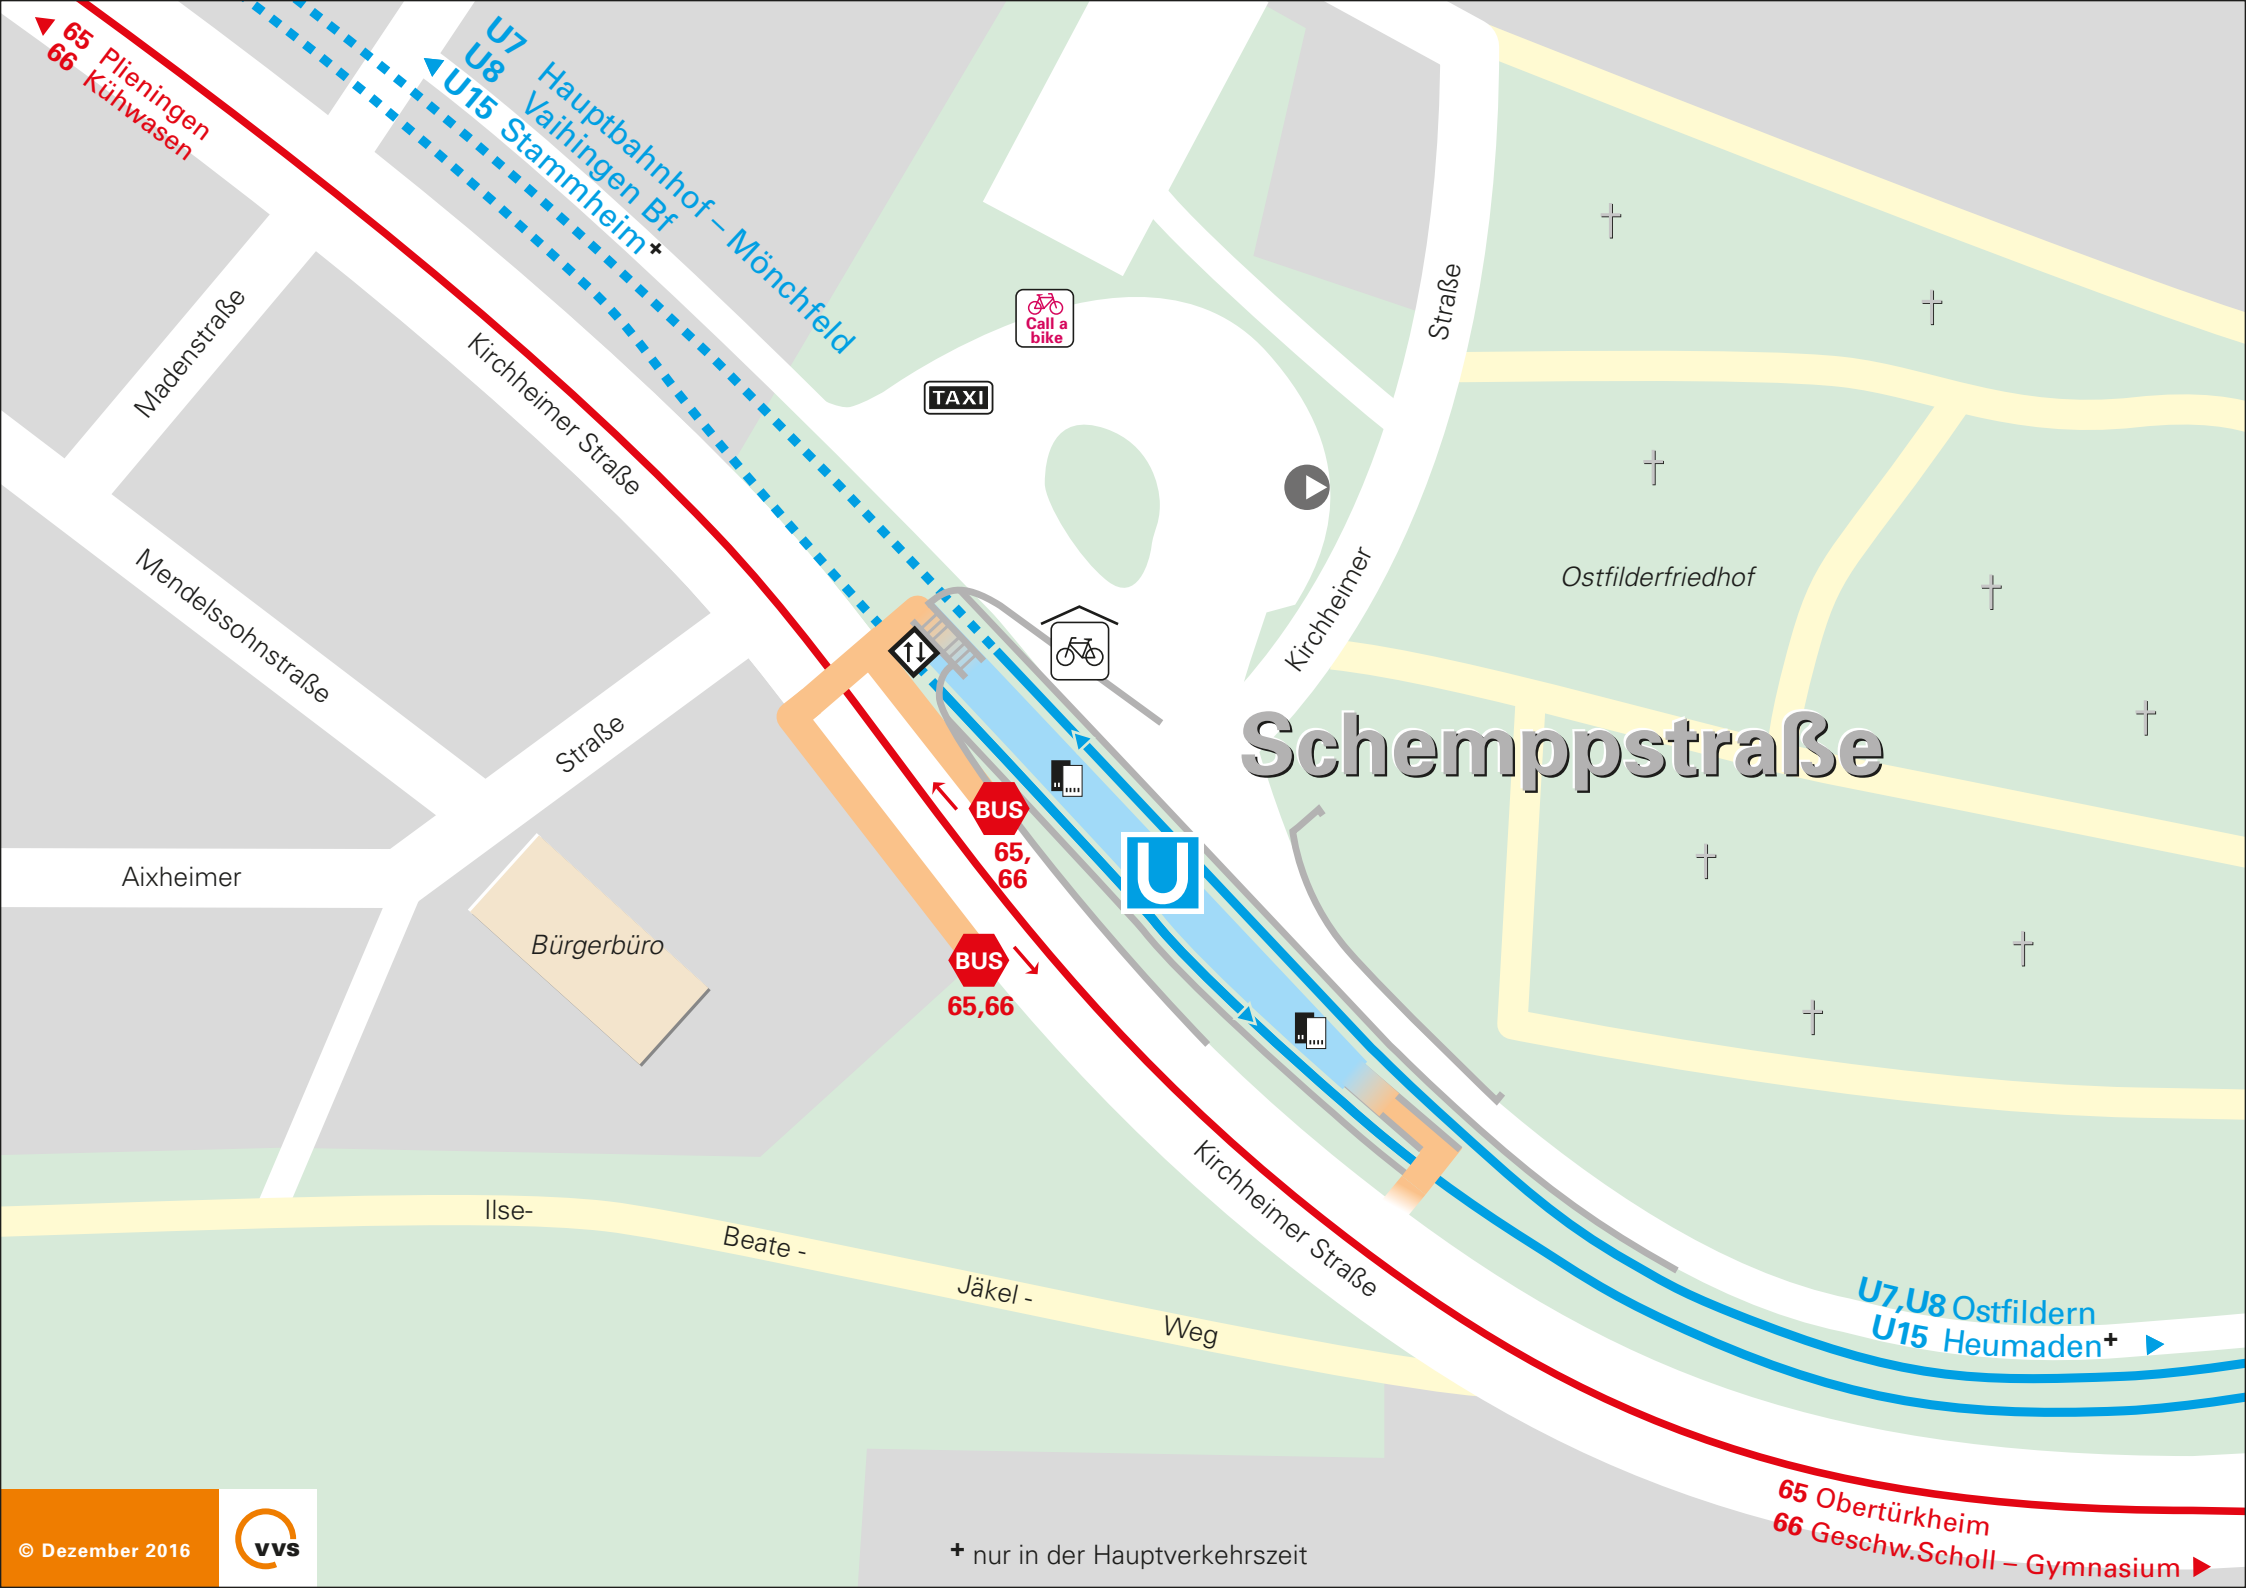 65 Plieningen
66 Kühwasen
U7 Hauptbahnhof – Mönchfeld
U8 Vaihingen Bf
U15 Stammheim+
Call a
bike
TAXI
Straße
Kirchheimer
Madenstraße
Kirchheimer Straße
Mendelssohnstraße
Straße
Aixheimer
Bürgerbüro
Ostfilderfriedhof
Schemppstraße
BUS
65,
66
U
BUS
65,66
Kirchheimer Straße
Ilse-
Beate -
Jäkel -
Weg
U7,U8 Ostfildern
U15 Heumaden+
65 Obertürkheim
66 Geschw.Scholl – Gymnasium
+ nur in der Hauptverkehrszeit
© Dezember 2016
vvs